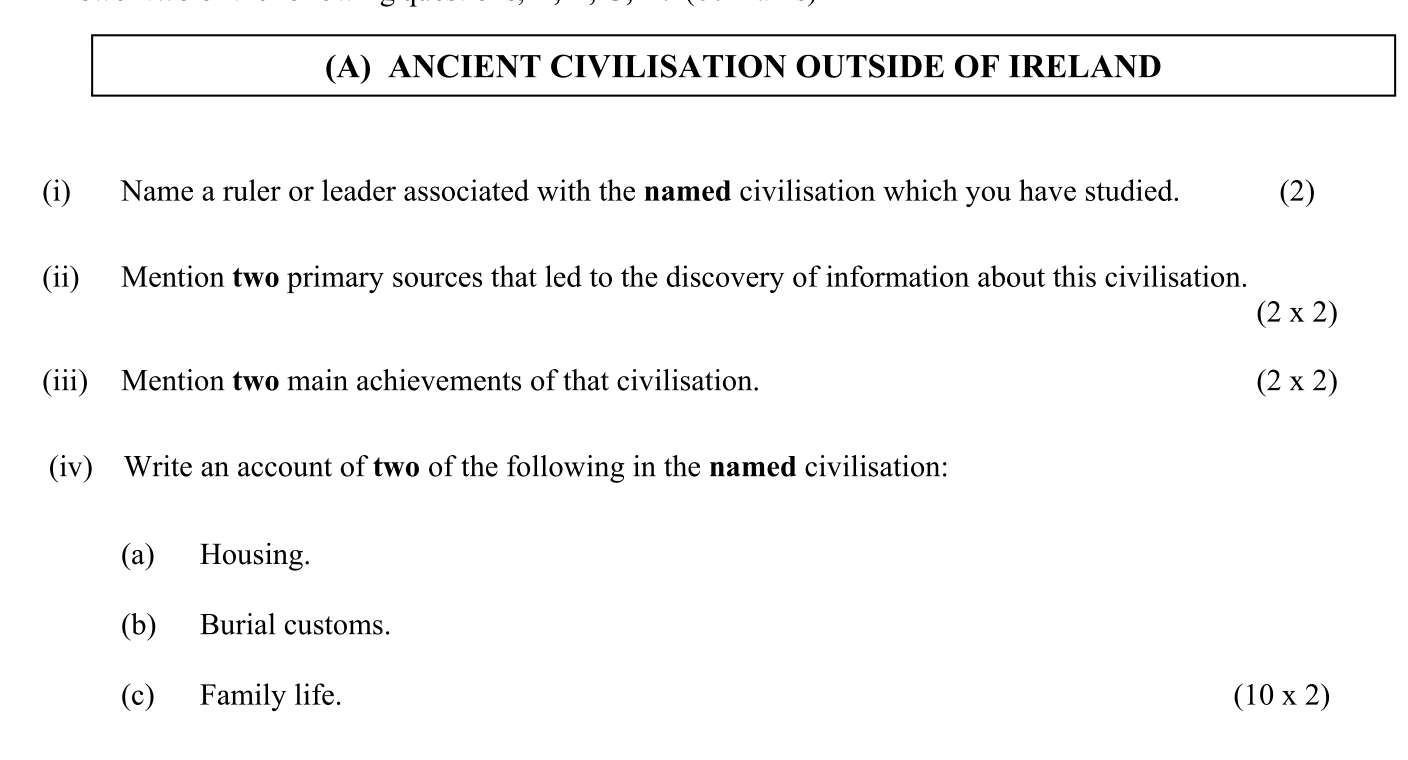 (A) ANCIENT CIVILISATION OUTSIDE OF IRELAND
(i) Name a ruler or leader associated with the named civilisation which you have studied. (2)
(ii) Mention two primary sources that led to the discovery of information about this civilisation.
(2 x 2)
(iii) Mention two main achievements of that civilisation. (2 x 2)
(iv) Write an account of two of the following in the named civilisation:
(a) Housing.
(b) Burial customs.
(c) Family life. (10 x 2)